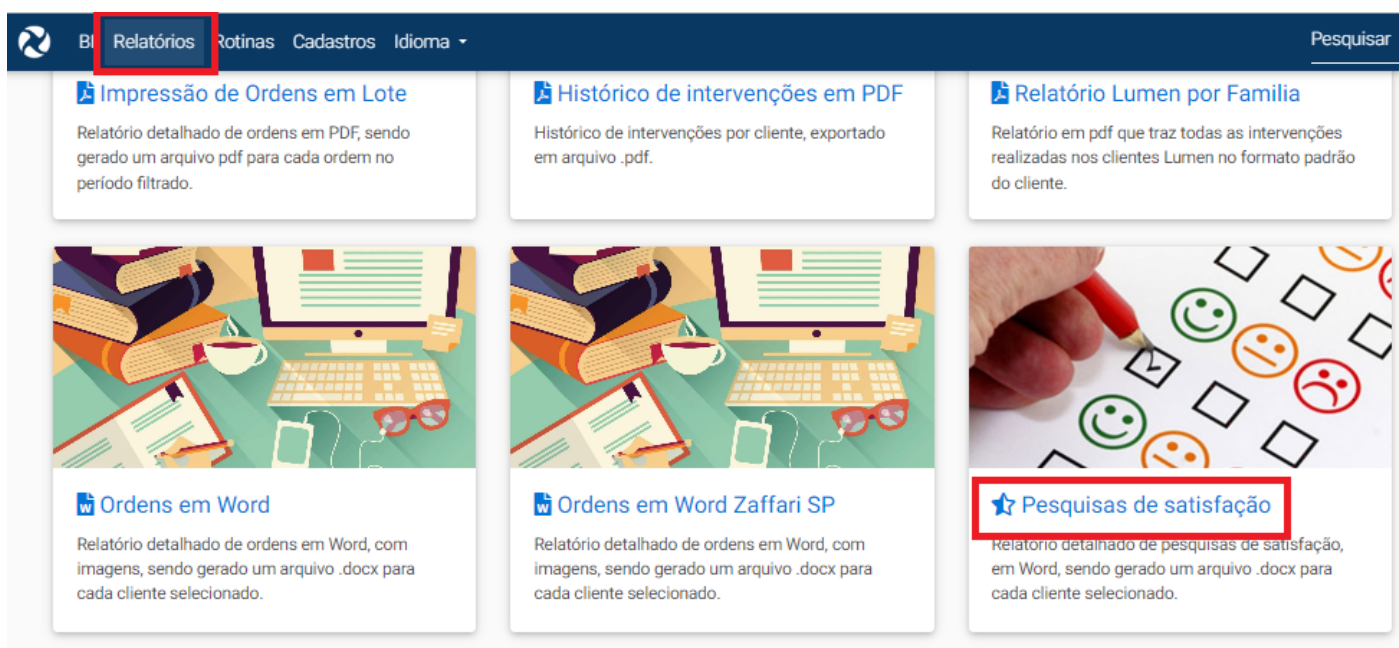 BI Relatórios Rotinas Cadastros Idioma Pesquisar
Impressão de Ordens em Lote
Relatório detalhado de ordens em PDF, sendo
gerado um arquivo pdf para cada ordem no
período filtrado.
Histórico de intervenções em PDF
Histórico de intervenções por cliente, exportado
em arquivo .pdf.
Relatório Lumen por Familia
Relatório em pdf que traz todas as intervenções
realizadas nos clientes Lumen no formato padrão
do cliente.
Ordens em Word
Relatório detalhado de ordens em Word, com
imagens, sendo gerado um arquivo .docx para
cada cliente selecionado.
Ordens em Word Zaffari SP
Relatório detalhado de ordens em Word, com
imagens, sendo gerado um arquivo .docx para
cada cliente selecionado.
Pesquisas de satisfação
Relatório detalhado de pesquisas de satisfação,
em Word, sendo gerado um arquivo .docx para
cada cliente selecionado.